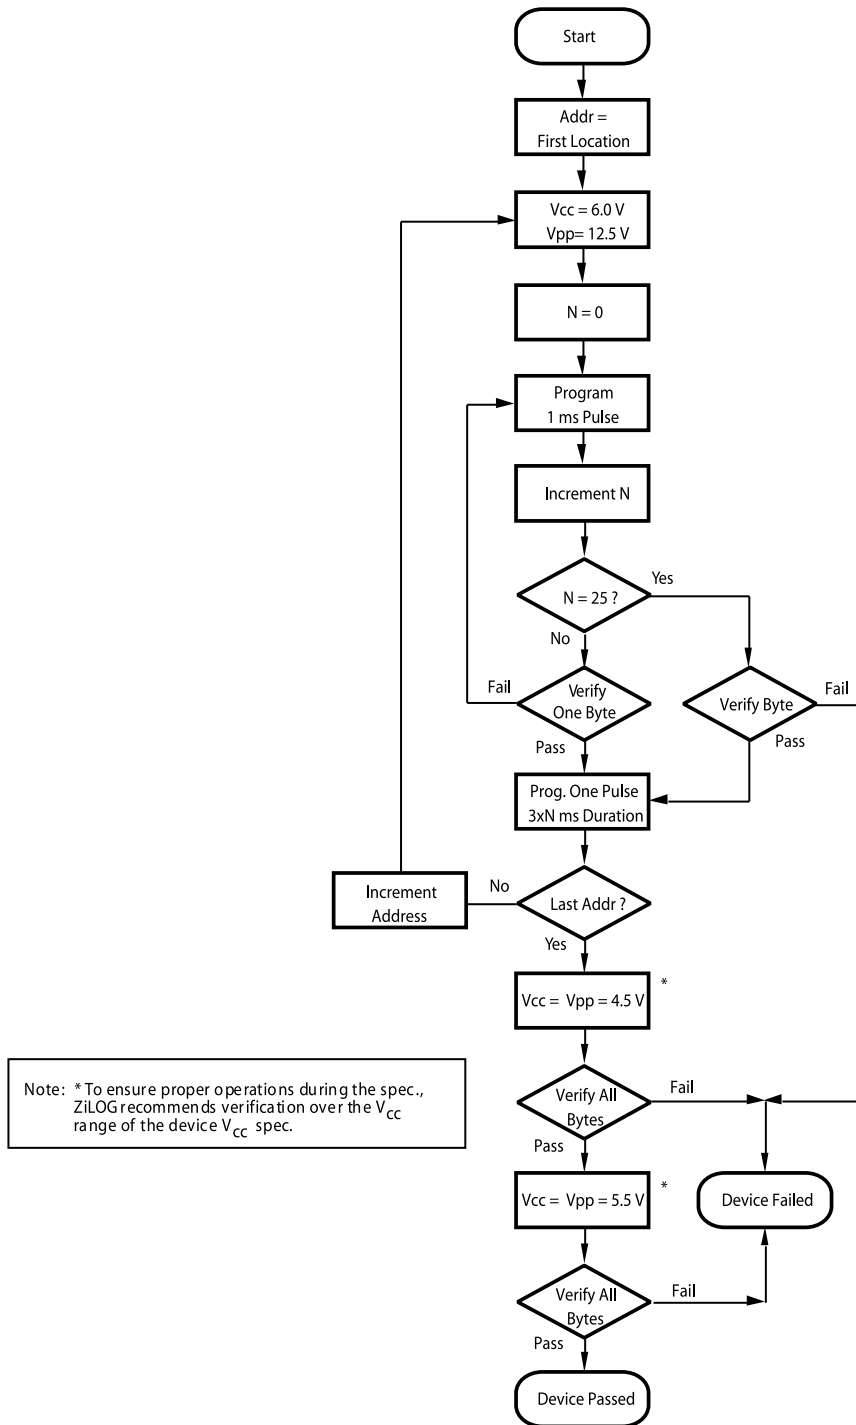 Start
Addr =
First Location
Vcc = 6.0 V
Vpp= 12.5 V
N = 0
Program
1 ms Pulse
Increment N
N = 25 ?
Yes
No
Fail
Verify
One Byte
Pass
Verify Byte
Fail
Pass
Prog. One Pulse
3xN ms Duration
Increment
Address
No
Last Addr ?
Yes
Vcc = Vpp = 4.5 V
*
Note: * To ensure proper operations during the spec.,
ZiLOG recommends verification over the VCC
range of the device VCC spec.
Verify All
Bytes
Fail
Pass
Vcc = Vpp = 5.5 V
*
Device Failed
Verify All
Bytes
Fail
Pass
Device Passed